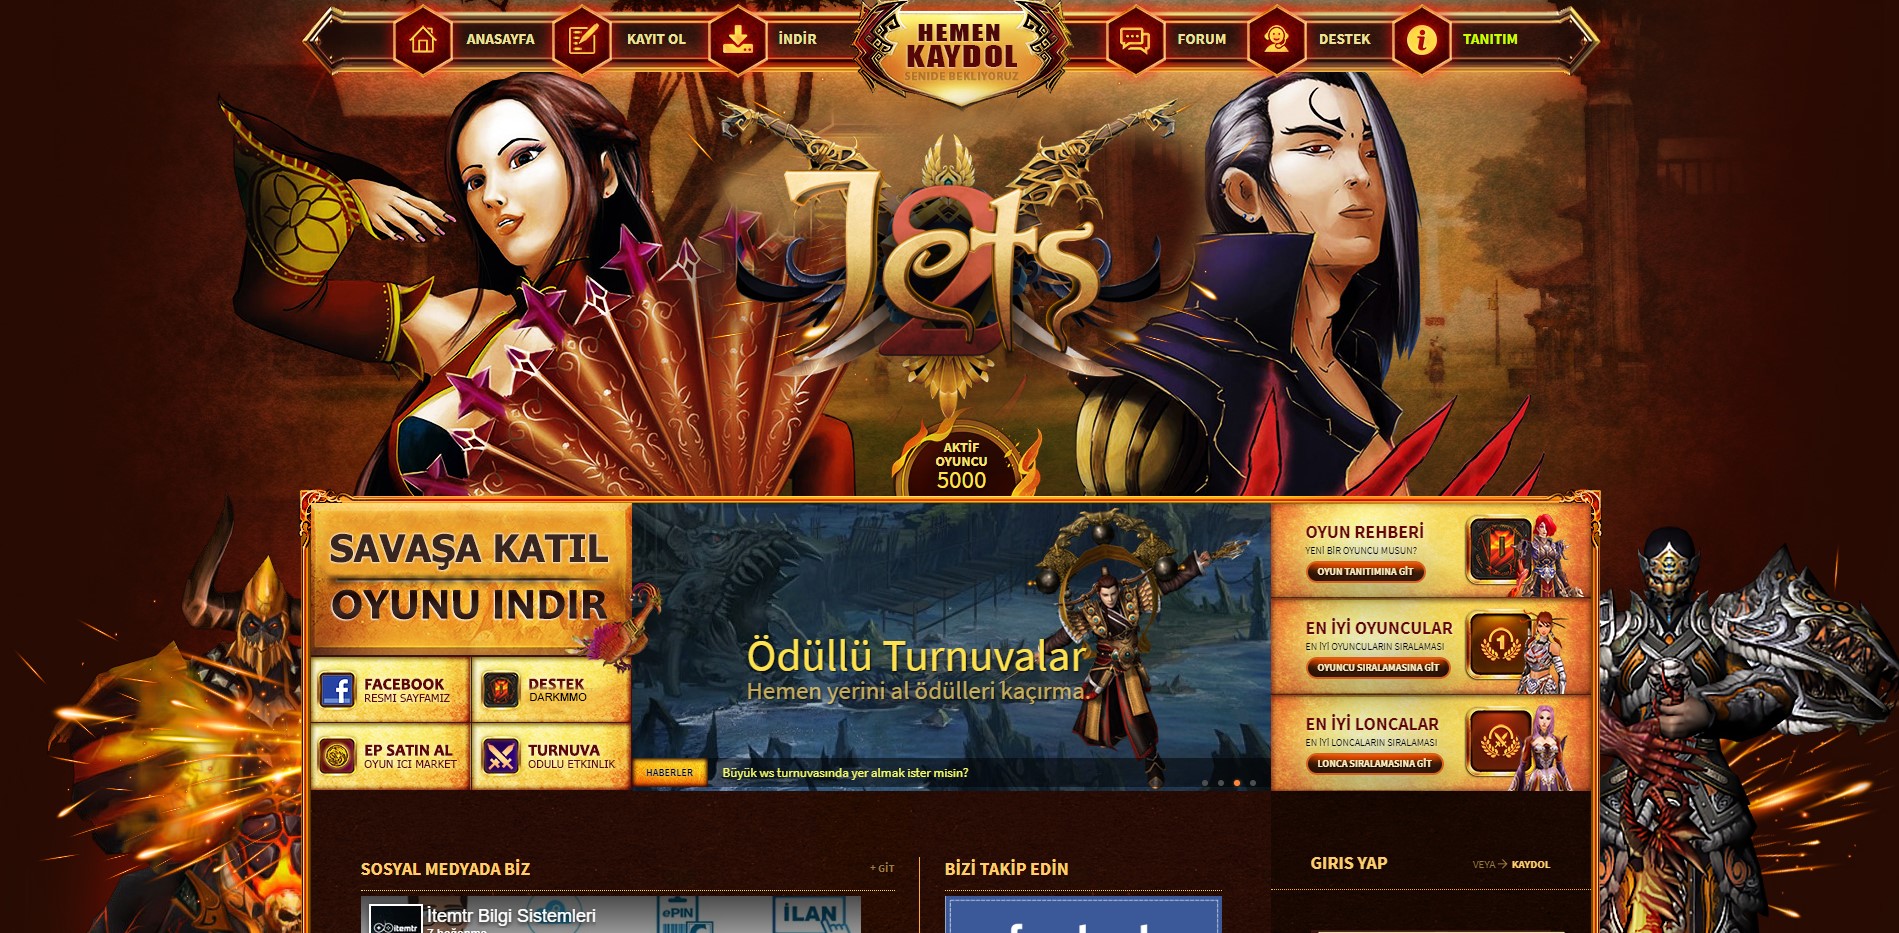 ANASAYFA
KAYIT OL
İNDİR
HEMEN
KAYDOL
SENIDE BEKLIYORUZ
FORUM
DESTEK
TANITIM
Jets
2
AKTİF
OYUNCU
5000
SAVAŞA KATIL
OYUNU INDIR
FACEBOOK
RESMI SAYFAMIZ
DESTEK
DARKMMO
EP SATIN AL
OYUN ICI MARKET
TURNUVA
ODULU ETKINLIK
Ödüllü Turnuvalar
Hemen yerini al ödülleri kaçırma.
HABERLER
Büyük ws turnuvasında yer almak ister misin?
OYUN REHBERİ
YENİ BİR OYUNCU MUSUN?
OYUN TANITIMINA GİT
EN İYİ OYUNCULAR
EN İYİ OYUNCULARIN SIRALAMASI
OYUNCU SIRALAMASINA GİT
1
EN İYİ LONCALAR
EN İYİ LONCALARIN SIRALAMASI
LONCA SIRALAMASINA GİT
SOSYAL MEDYADA BİZ
+ GİT
itemtr
İtemtr Bilgi Sistemleri
ePIN
İLAN
BİZİ TAKİP EDİN
GIRIS YAP
VEYA → KAYDOL